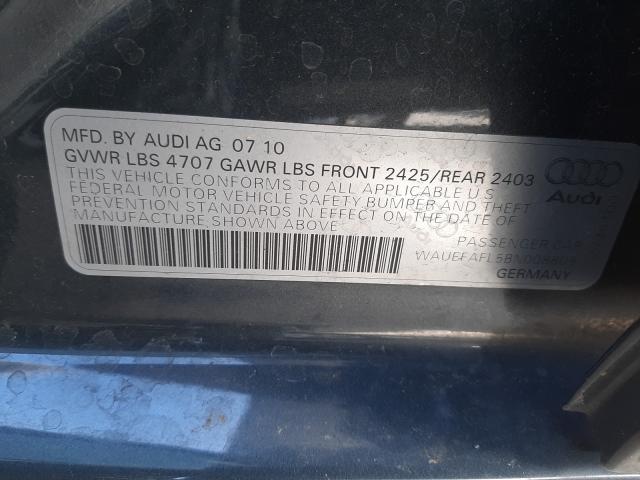 MFD. BY AUDI AG 07 10
GVWR LBS 4707 GAWR LBS FRONT 2425/REAR 2403
THIS VEHICLE CONFORMS TO ALL APPLICABLE U.S.
FEDERAL MOTOR VEHICLE SAFETY BUMPER AND THEFT
PREVENTION STANDARDS IN EFFECT ON THE DATE OF
MANUFACTURE SHOWN ABOVE
Audi
PASSENGER CAR
GERMANY